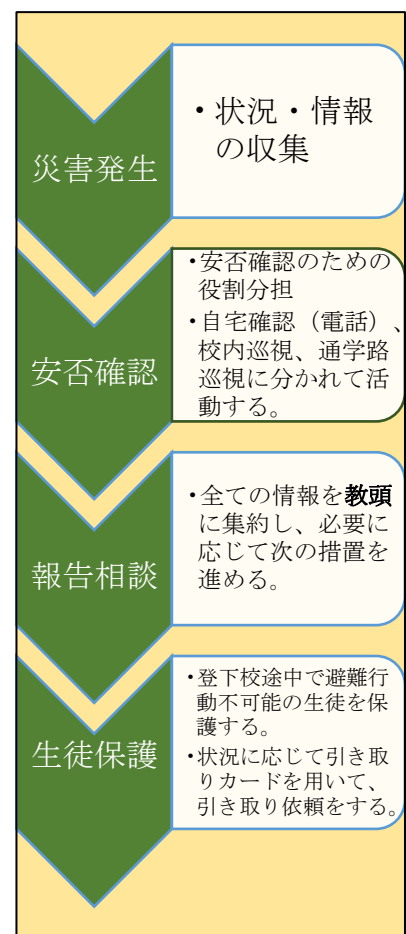 災害発生
・状況・情報
の収集
安否確認
・安否確認のための
役割分担
・自宅確認（電話）、
校内巡視、通学路
巡視に分かれて活
動する。
報告相談
・全ての情報を教頭
に集約し、必要に
応じて次の措置を
進める。
生徒保護
・登下校途中で避難行
動不可能の生徒を保
護する。
・状況に応じて引き取
りカードを用いて、
引き取り依頼をする。